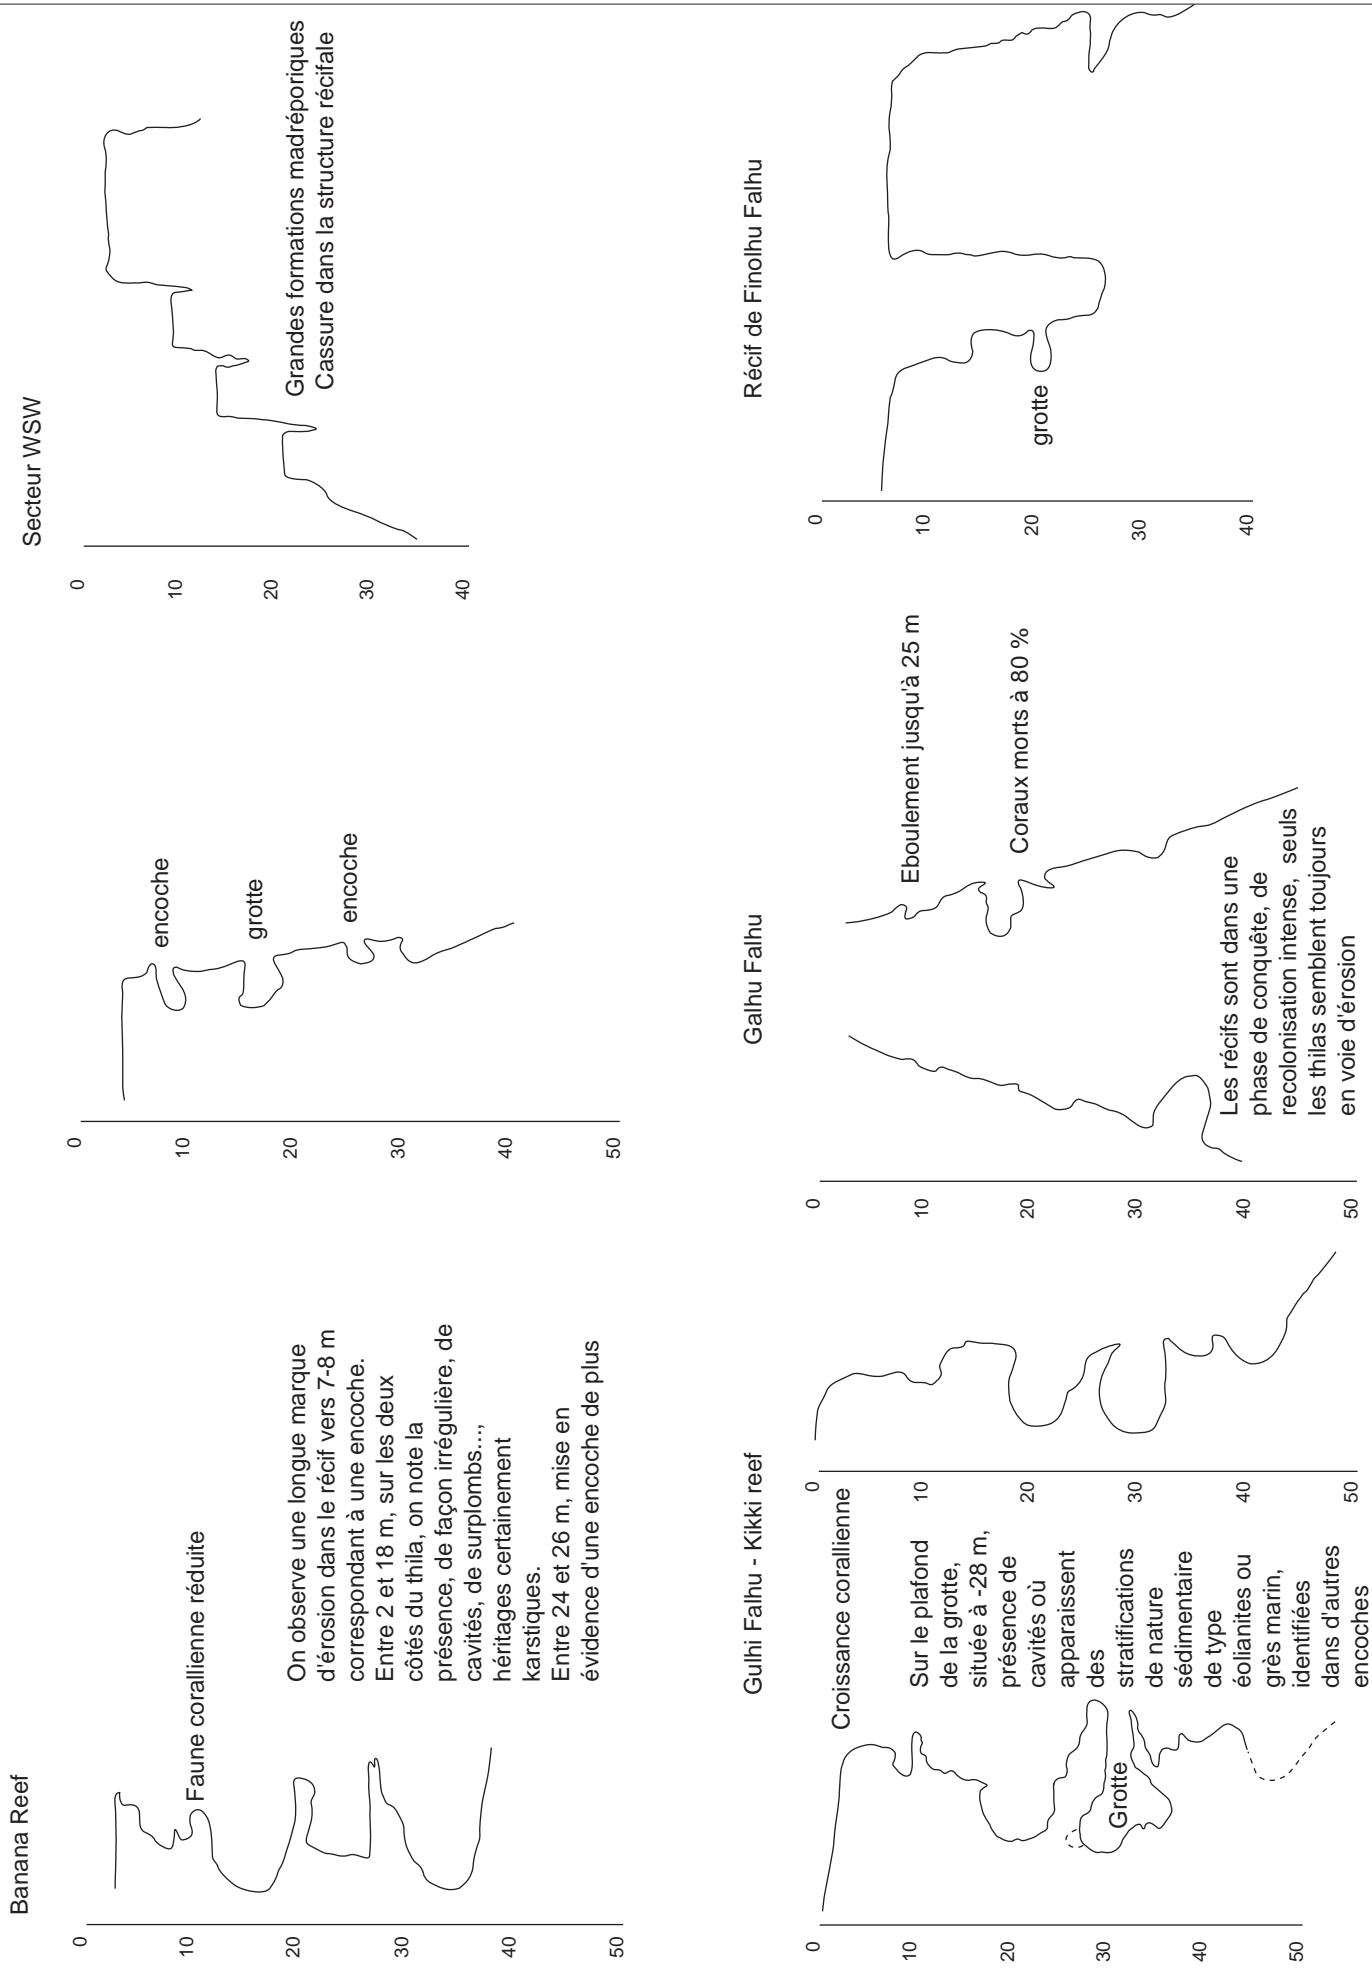 Banana Reef
0
10
20
30
40
50
Faune corallienne réduite
On observe une longue marque
d'érosion dans le récif vers 7-8 m
correspondant à une encoche.
Entre 2 et 18 m, sur les deux
côtés du thila, on note la
présence, de façon irrégulière, de
cavités, de surplombs...,
héritages certainement
karstiques.
Entre 24 et 26 m, mise en
évidence d'une encoche de plus
0
10
20
30
40
50
encoche
grotte
encoche
Secteur WSW
0
10
20
30
40
Grandes formations madréporiques
Cassure dans la structure récifale
Gulhi Falhu - Kikki reef
0
10
20
30
40
50
Croissance corallienne
Grotte
Sur le plafond
de la grotte,
située à -28 m,
présence de
cavités où
apparaissent
des
stratifications
de nature
sédimentaire
de type
éolianites ou
grès marin,
identifiées
dans d'autres
encoches
0
10
20
30
40
50
Galhu Falhu
0
10
20
30
40
50
Eboulement jusqu'à 25 m
Coraux morts à 80 %
Les récifs sont dans une
phase de conquête, de
recolonisation intense, seuls
les thilas semblent toujours
en voie d'érosion
Récif de Finolhu Falhu
0
10
20
30
40
grotte